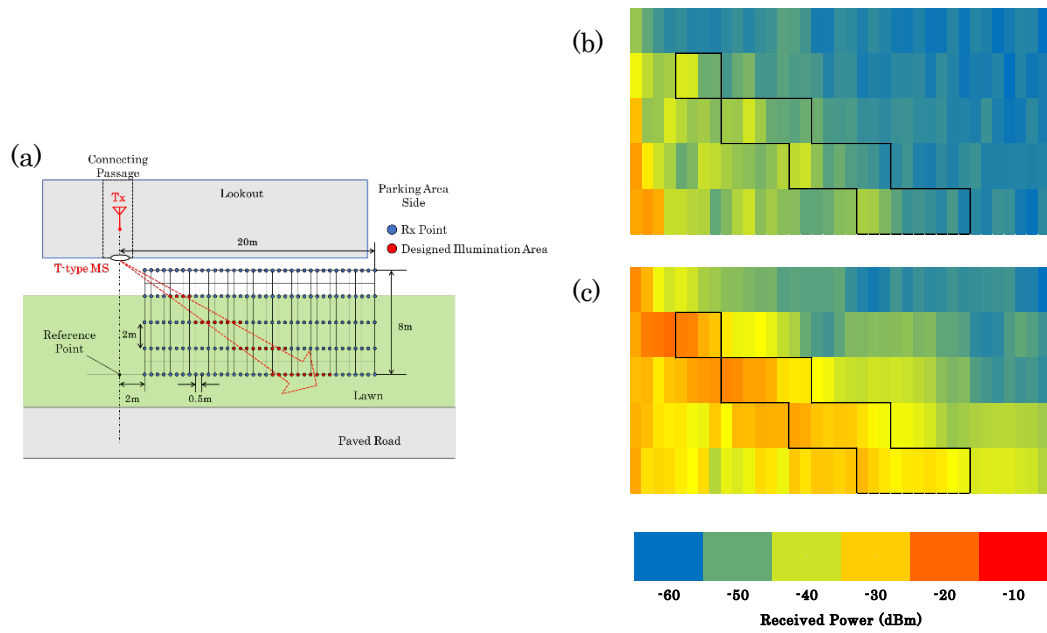 (a)
Connecting
Passage
Tx
Lookout
Parking Area
Side
Rx Point
Designed Illumination Area
20m
T-type MS
8m
2m
Reference
Point
2m
0.5m
Lawn
Paved Road
(b)
(c)
-60 -50 -40 -30 -20 -10
Received Power (dBm)